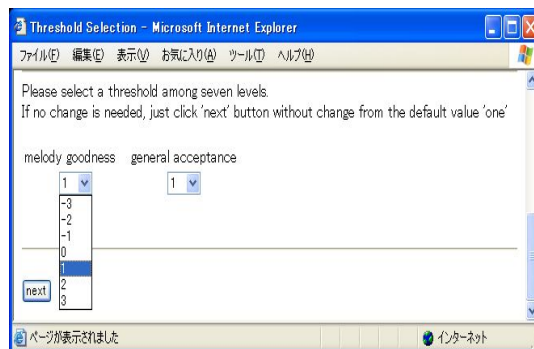 Threshold Selection - Microsoft Internet Explorer
ファイル(F) 編集(E) 表示(V) お気に入り(A) ツール(T) ヘルプ(H)
Please select a threshold among seven levels.
If no change is needed, just click 'next' button without change from the default value 'one'
melody goodness general acceptance
1 1
-3
-2
-1
0
1
2
3
next
ページが表示されました インターネット